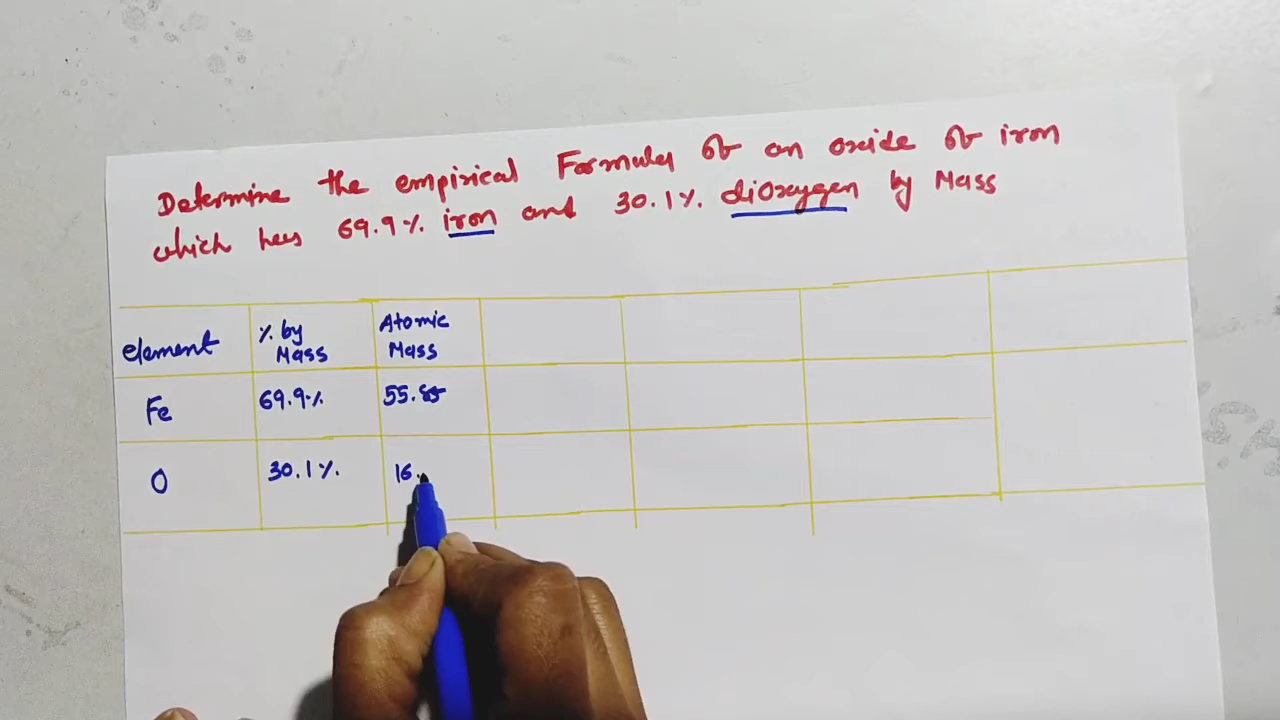 Determine the empirical Formula of an oxide of iron
which has 69.9% iron and 30.1% dioxygen by Mass
element
% by
Mass
Atomic
Mass
Fe
69.9%
55.85
O
30.1%
16.